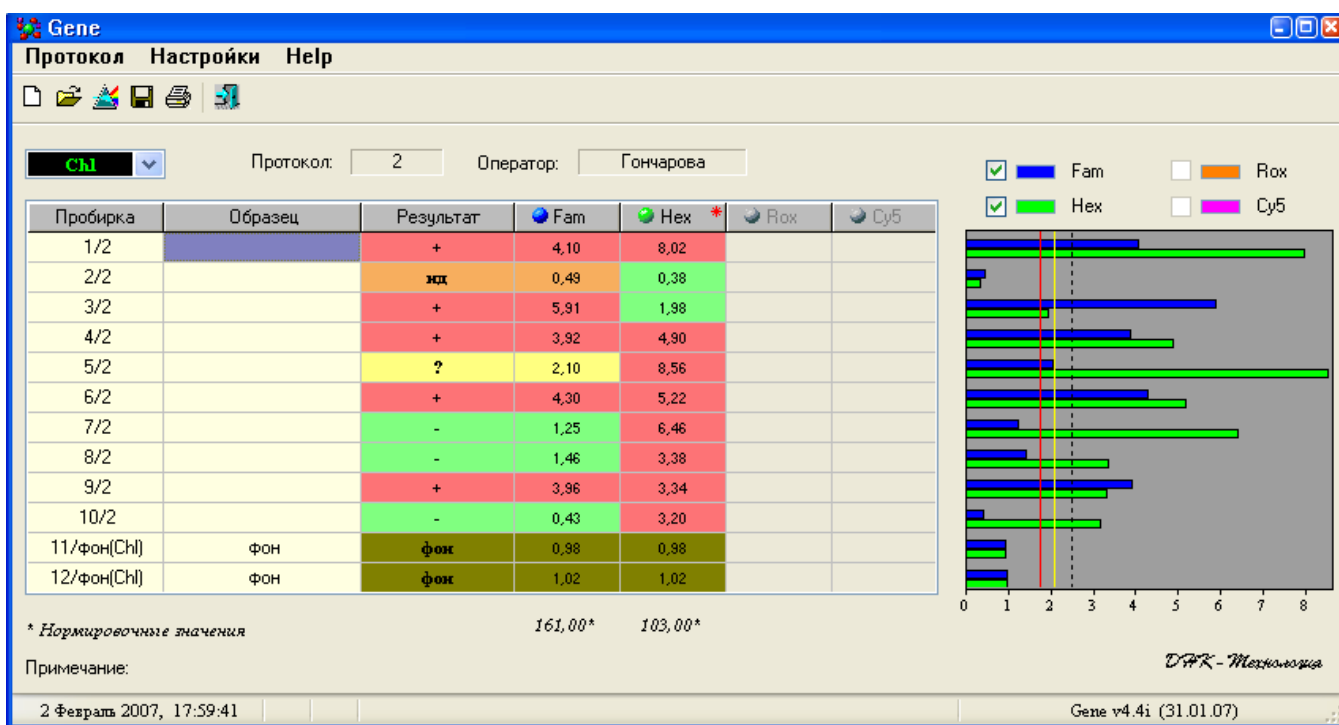 Gene
Протокол Настройки Help
Chl Протокол: 2 Оператор: Гончарова
Fam Rox
Hex Cy5
Пробирка Образец Результат Fam Hex * Rox Cy5
1/2 + 4,10 8,02
2/2 нд 0,49 0,38
3/2 + 5,91 1,98
4/2 + 3,92 4,90
5/2 ? 2,10 8,56
6/2 + 4,30 5,22
7/2 - 1,25 6,46
8/2 - 1,46 3,38
9/2 + 3,96 3,34
10/2 - 0,43 3,20
11/фон(Chl) фон фон 0,98 0,98
12/фон(Chl) фон фон 1,02 1,02
0 1 2 3 4 5 6 7 8
* Нормировочные значения 161,00* 103,00*
Примечание:
ДНК-Технология
2 Февраль 2007, 17:59:41 Gene v4.4i (31.01.07)